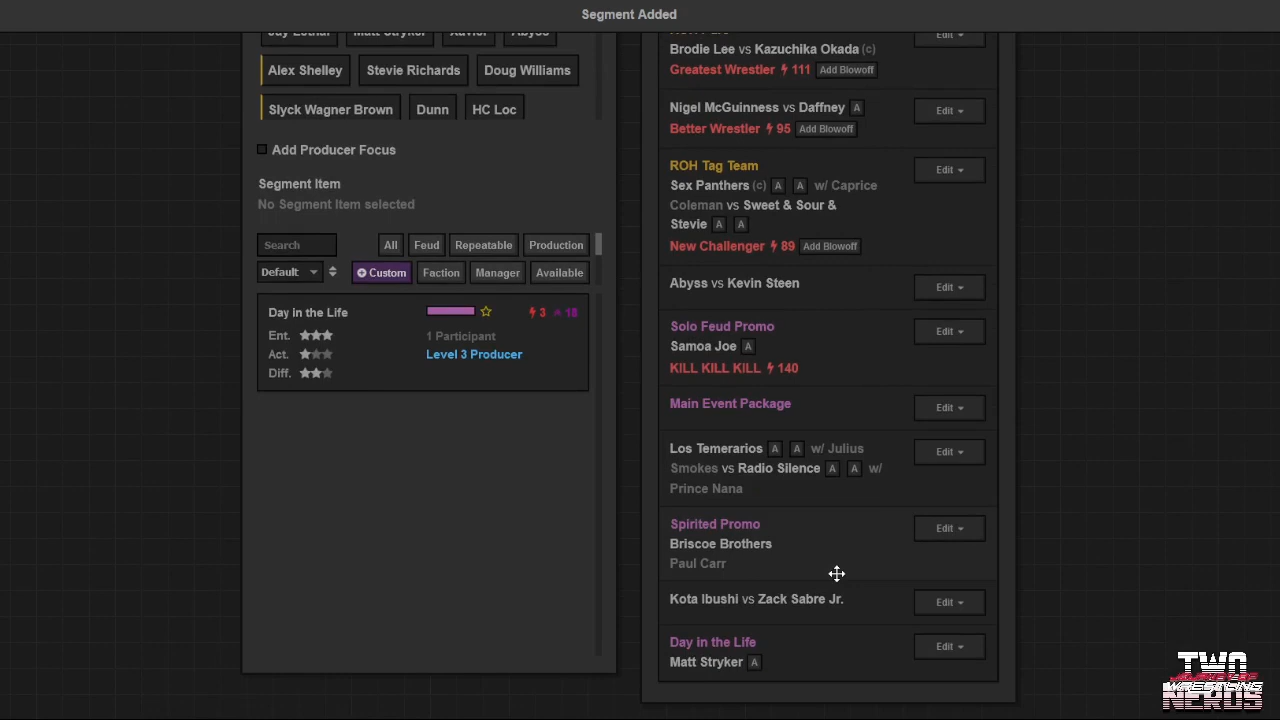 Segment Added
Jay Lethal Matt Stryker Xavier Abyss
Alex Shelley Stevie Richards Doug Williams
Slyck Wagner Brown Dunn HC Loc
Add Producer Focus
Segment Item
No Segment Item selected
Search All Feud Repeatable Production
Default Custom Faction Manager Available
Day in the Life 3 18
Ent. 1 Participant
Act. Level 3 Producer
Diff.
Edit
Brodie Lee vs Kazuchika Okada (c)
Greatest Wrestler 111 Add Blowoff
Nigel McGuinness vs Daffney A Edit
Better Wrestler 95 Add Blowoff
ROH Tag Team Edit
Sex Panthers (c) A A w/ Caprice
Coleman vs Sweet & Sour &
Stevie A A
New Challenger 89 Add Blowoff
Abyss vs Kevin Steen Edit
Solo Feud Promo Edit
Samoa Joe A
KILL KILL KILL 140
Main Event Package Edit
Los Temerarios A A w/ Julius Edit
Smokes vs Radio Silence A A w/
Prince Nana
Spirited Promo Edit
Briscoe Brothers
Paul Carr
Kota Ibushi vs Zack Sabre Jr. Edit
Day in the Life Edit
Matt Stryker A
TWO
WRESTLING
NERDS